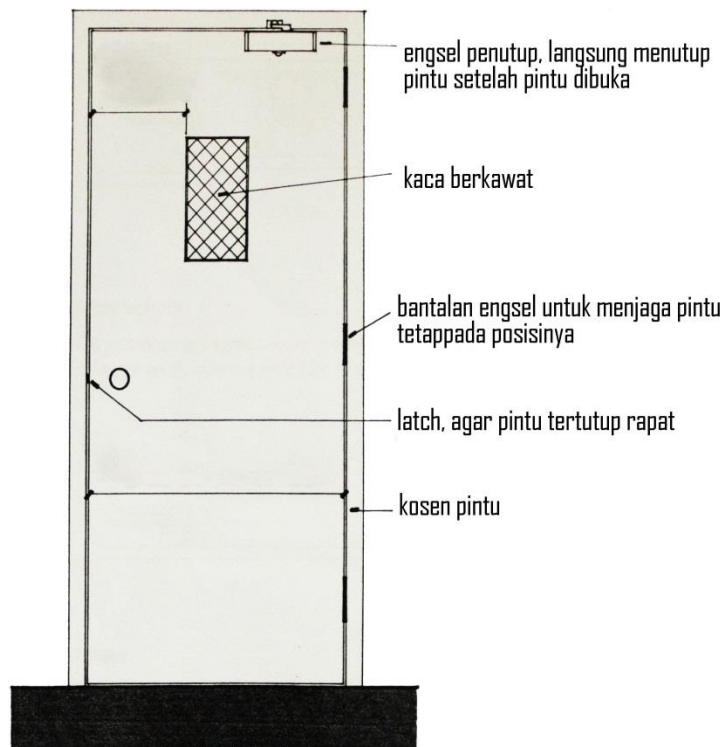 engsel penutup, langsung menutup
pintu setelah pintu dibuka
kaca berkawat
bantalan engsel untuk menjaga pintu
tetappada posisinya
latch, agar pintu tertutup rapat
kosen pintu